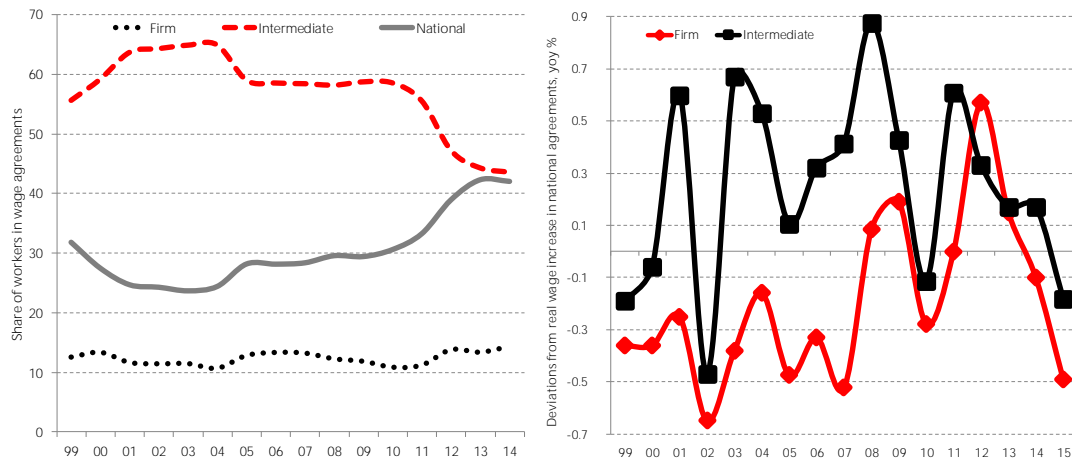 Share of workers in wage agreements
70
60
50
40
30
20
10
0
Firm
Intermediate
National
99 00 01 02 03 04 05 06 07 08 09 10 11 12 13 14
Deviations from real wage increase in national agreements, yoy %
0.9
0.7
0.5
0.3
0.1
-0.1
-0.3
-0.5
-0.7
Firm
Intermediate
99 00 01 02 03 04 05 06 07 08 09 10 11 12 13 14 15